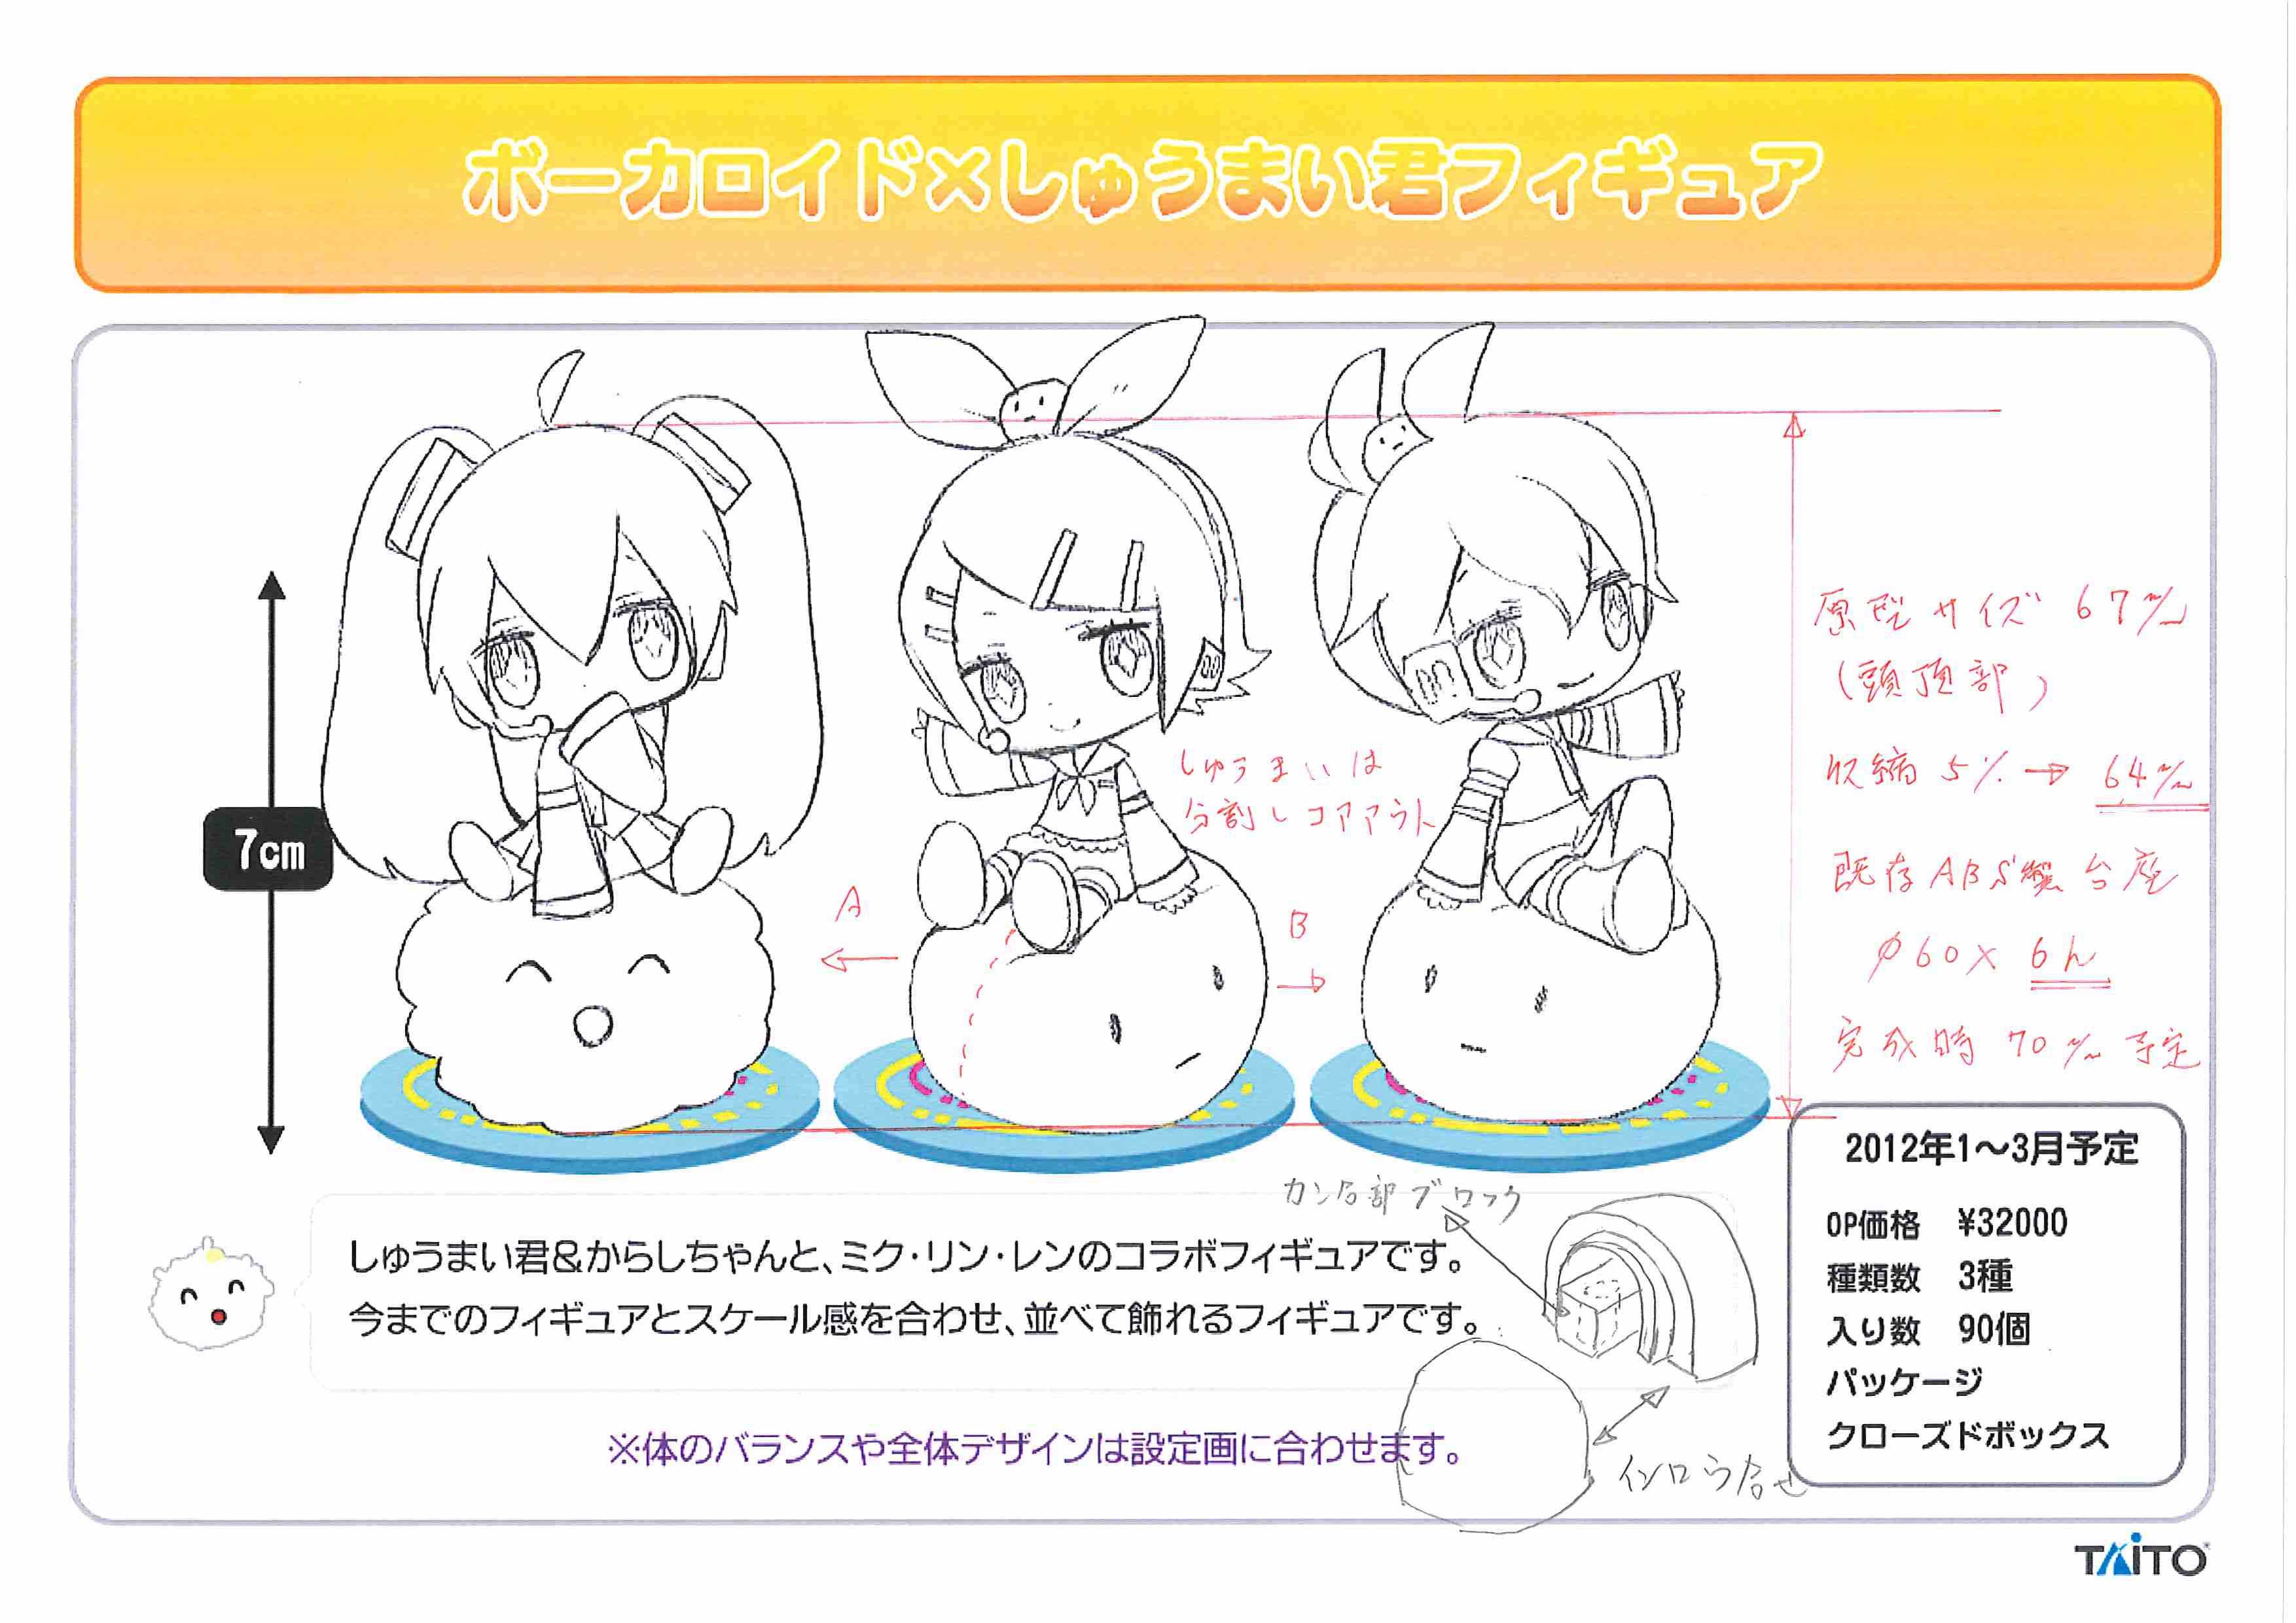 ボーカロイド×しゅうまい君フィギュア
7cm
しゅうまいは
分割しコアアウト
A
B
原型サイズ 67m/m
(頭頂部)
収縮 5% → 64m/m
既存ABS製台座
φ60× 6h
完成時 70m/m 予定
カン合部ブロック
インロウ合せ
しゅうまい君&からしちゃんと、ミク・リン・レンのコラボフィギュアです。
今までのフィギュアとスケール感を合わせ、並べて飾れるフィギュアです。
※体のバランスや全体デザインは設定画に合わせます。
2012年1〜3月予定
OP価格 ¥32000
種類数 3種
入り数 90個
パッケージ
クローズドボックス
TAITO